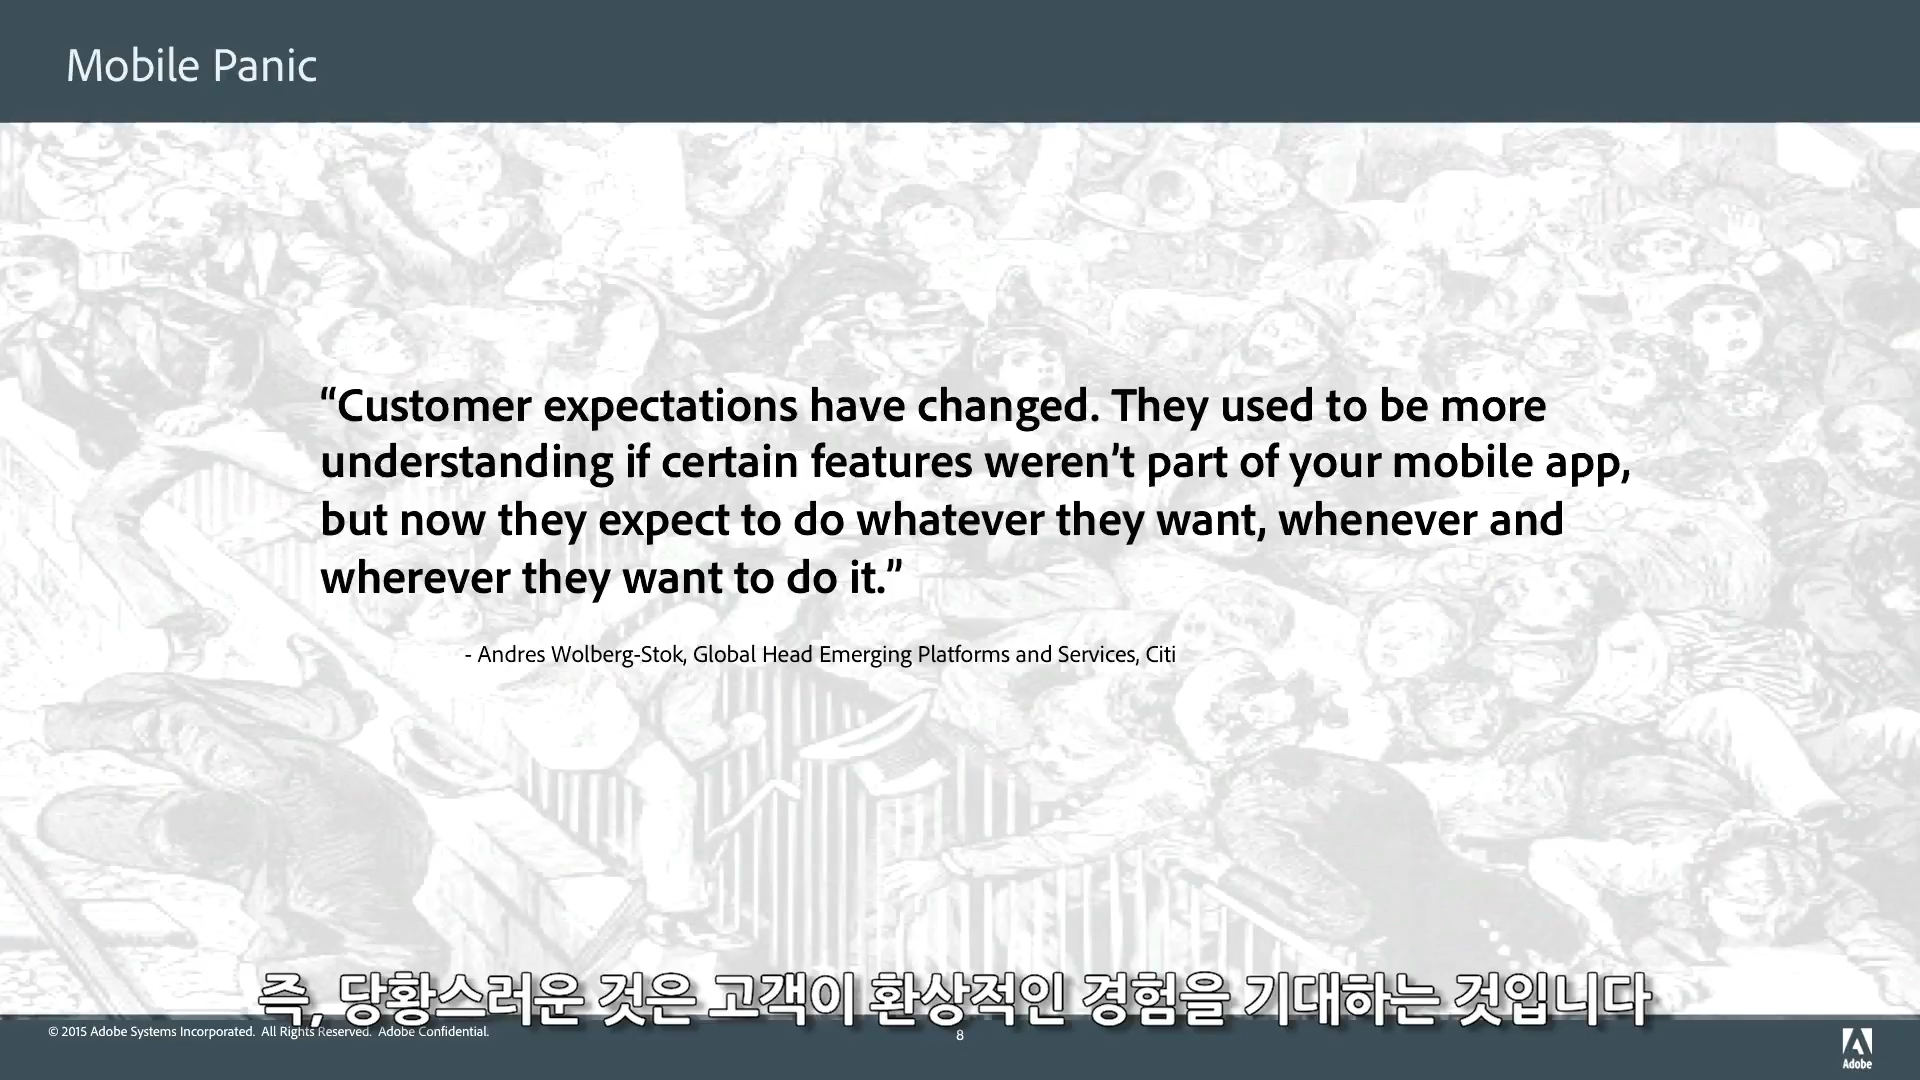 Mobile Panic
“Customer expectations have changed. They used to be more
understanding if certain features weren’t part of your mobile app,
but now they expect to do whatever they want, whenever and
wherever they want to do it.”
- Andres Wolberg-Stok, Global Head Emerging Platforms and Services, Citi
즉, 당황스러운 것은 고객이 환상적인 경험을 기대하는 것입니다
© 2015 Adobe Systems Incorporated. All Rights Reserved. Adobe Confidential.
8
Adobe